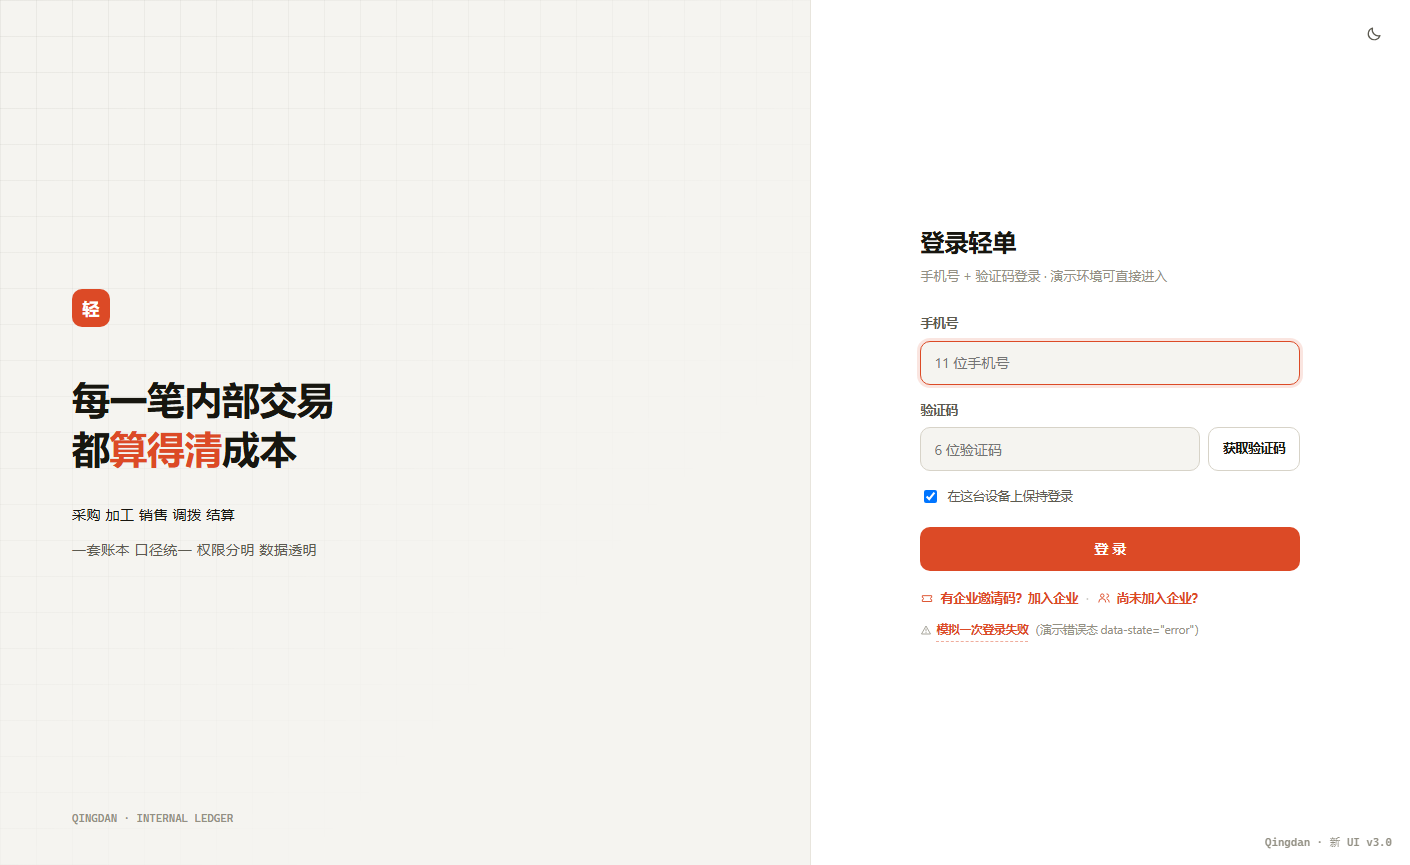 轻
每一笔内部交易
都算得清成本
采购 加工 销售 调拨 结算
一套账本 口径统一 权限分明 数据透明
QINGDAN · INTERNAL LEDGER
登录轻单
手机号 + 验证码登录 · 演示环境可直接进入
手机号
11 位手机号
验证码
6 位验证码 获取验证码
在这台设备上保持登录
登录
有企业邀请码？加入企业 · 尚未加入企业？
模拟一次登录失败 （演示错误态 data-state="error"）
Qingdan · 新 UI v3.0